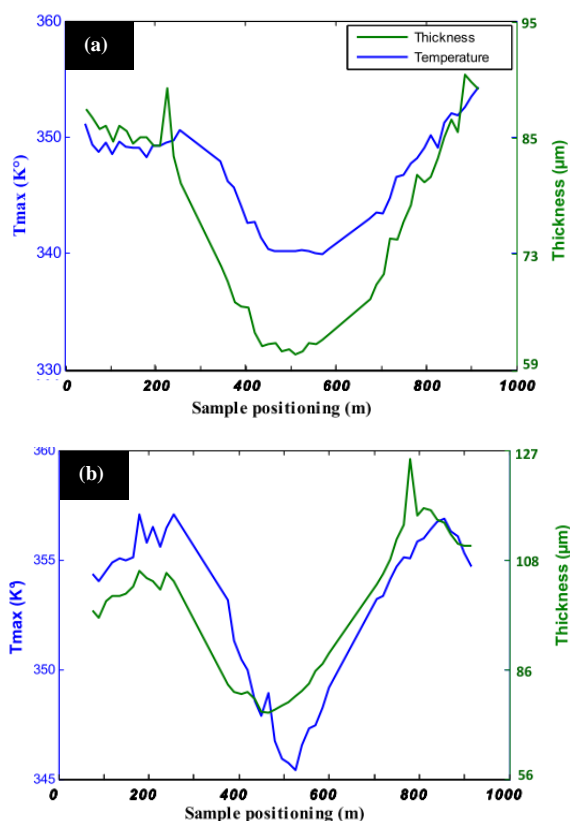 360
95
(a)
Thickness
Temperature
350
85
Tmax (K°)
Thickness (µm)
340
73
330
59
0
200
400
600
800
1000
Sample positioning (m)
360
127
(b)
355
108
Tmax (K°)
Thickness (µm)
350
86
345
56
0
200
400
600
800
1000
Sample positioning (m)